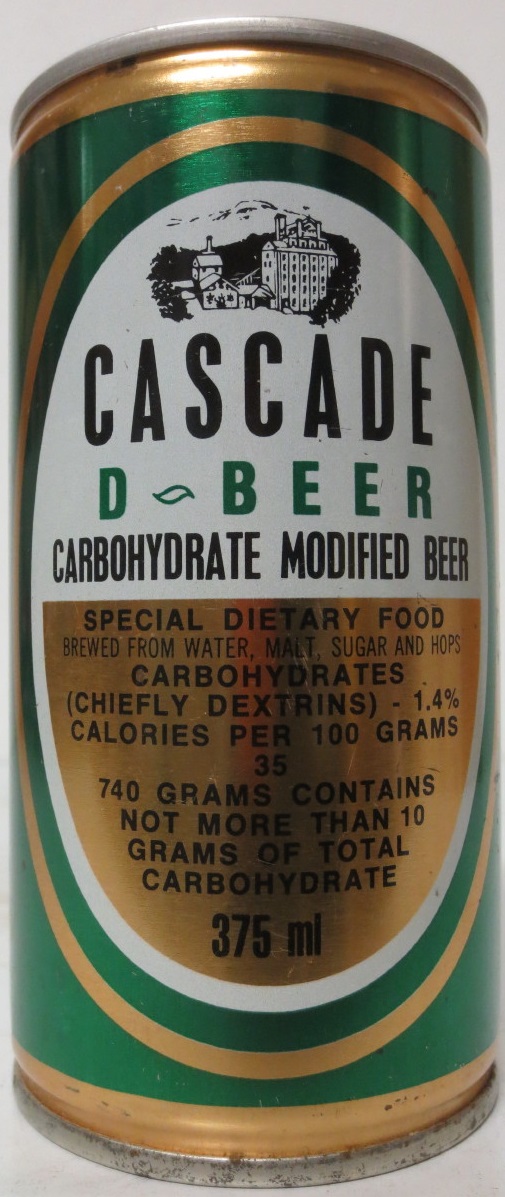 CASCADE
D ~ BEER
CARBOHYDRATE MODIFIED BEER
SPECIAL DIETARY FOOD
BREWED FROM WATER, MALT, SUGAR AND HOPS
CARBOHYDRATES
(CHIEFLY DEXTRINS) - 1.4%
CALORIES PER 100 GRAMS
35
740 GRAMS CONTAINS
NOT MORE THAN 10
GRAMS OF TOTAL
CARBOHYDRATE
375 ml